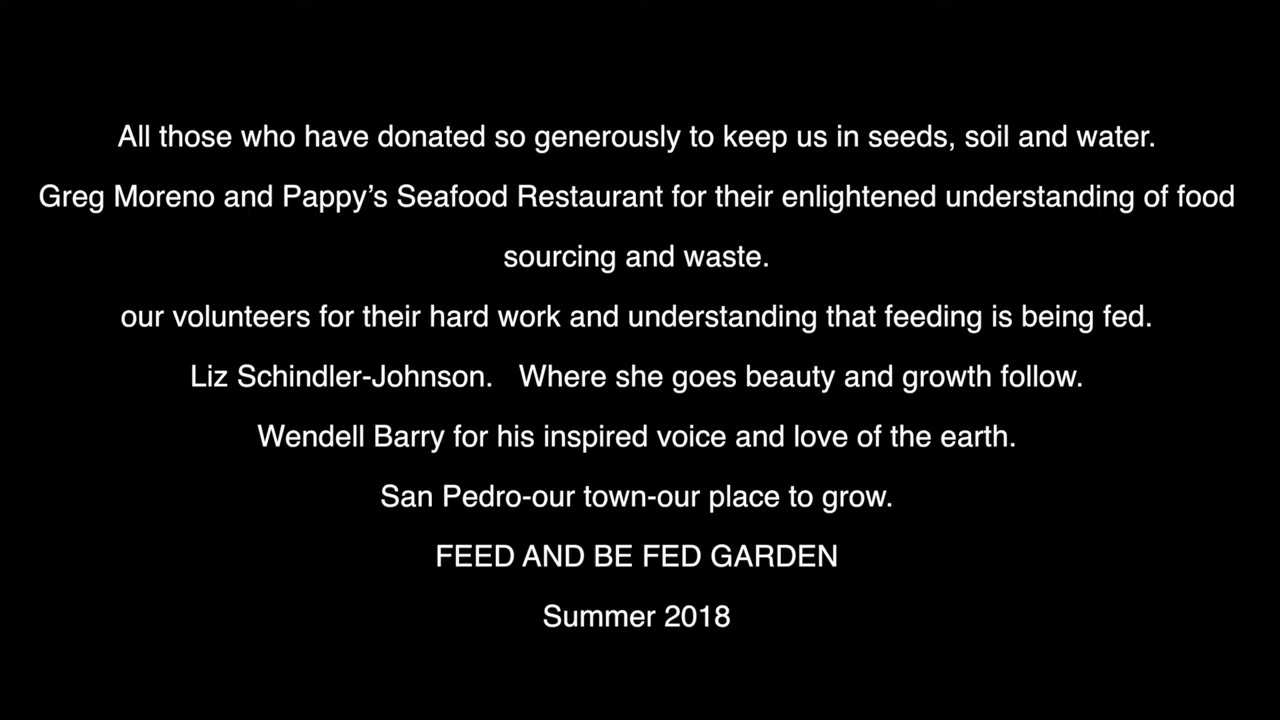 All those who have donated so generously to keep us in seeds, soil and water.
Greg Moreno and Pappy’s Seafood Restaurant for their enlightened understanding of food
sourcing and waste.
our volunteers for their hard work and understanding that feeding is being fed.
Liz Schindler-Johnson.   Where she goes beauty and growth follow.
Wendell Barry for his inspired voice and love of the earth.
San Pedro-our town-our place to grow.
FEED AND BE FED GARDEN
Summer 2018